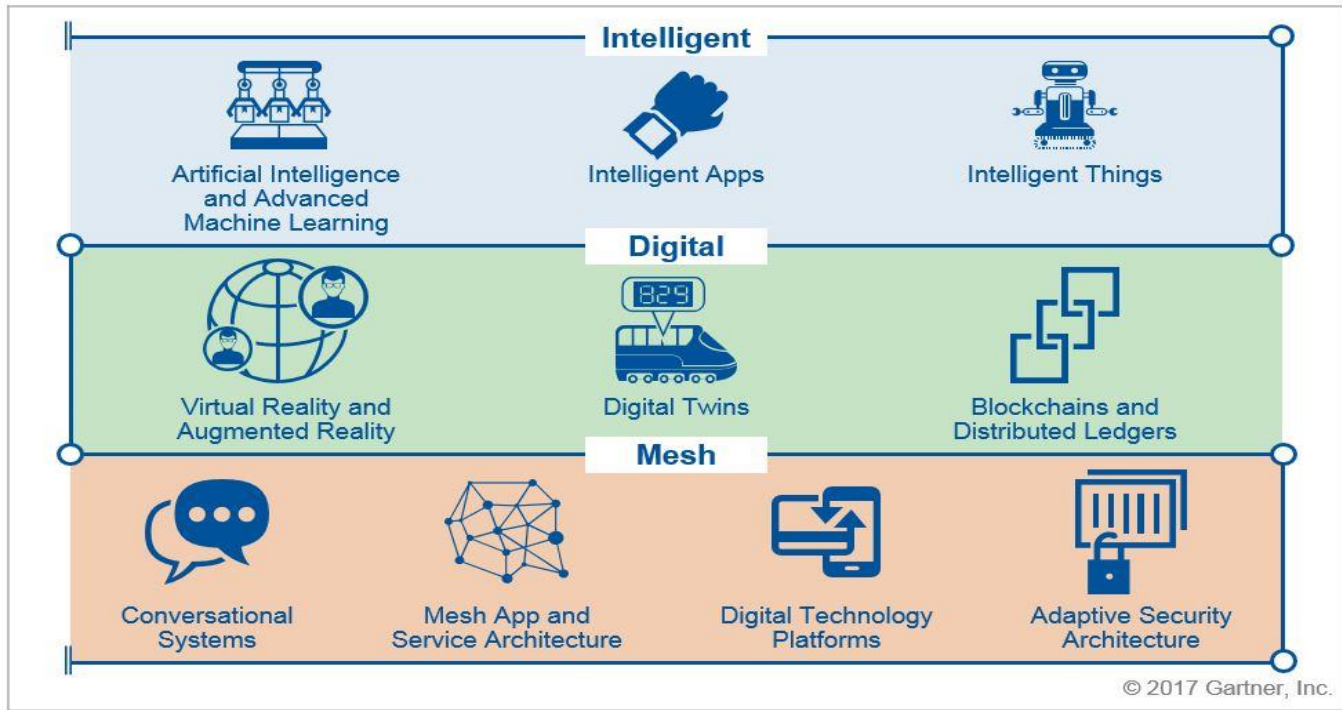 Intelligent
Artificial Intelligence
and Advanced
Machine Learning
Intelligent Apps
Intelligent Things
Digital
829
Virtual Reality and
Augmented Reality
Digital Twins
Blockchains and
Distributed Ledgers
Mesh
Conversational
Systems
Mesh App and
Service Architecture
Digital Technology
Platforms
Adaptive Security
Architecture
© 2017 Gartner, Inc.